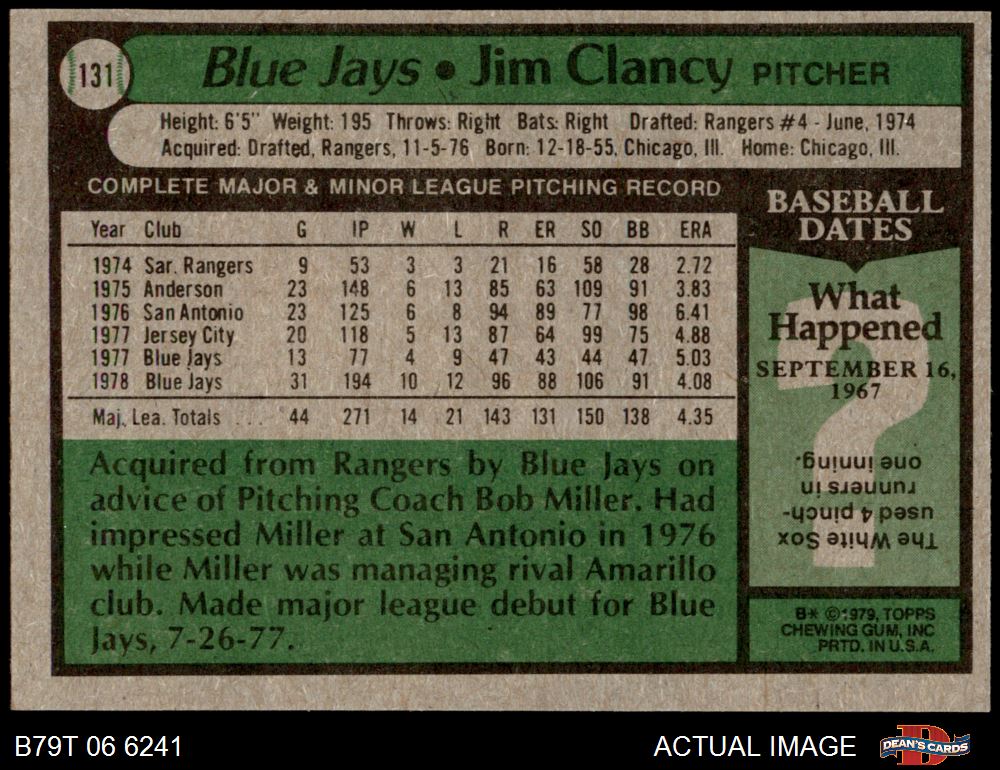 131
Blue Jays • Jim Clancy PITCHER
Height: 6'5" Weight: 195 Throws: Right Bats: Right Drafted: Rangers #4 - June, 1974
Acquired: Drafted, Rangers, 11-5-76 Born: 12-18-55, Chicago, Ill. Home: Chicago, Ill.
COMPLETE MAJOR & MINOR LEAGUE PITCHING RECORD
Year Club G IP W L R ER SO BB ERA
1974 Sar. Rangers 9 53 3 3 21 16 58 28 2.72
1975 Anderson 23 148 6 13 85 63 109 91 3.83
1976 San Antonio 23 125 6 8 94 89 77 98 6.41
1977 Jersey City 20 118 5 13 87 64 99 75 4.88
1977 Blue Jays 13 77 4 9 47 43 44 47 5.03
1978 Blue Jays 31 194 10 12 96 88 106 91 4.08
Maj. Lea. Totals ... 44 271 14 21 143 131 150 138 4.35
Acquired from Rangers by Blue Jays on
advice of Pitching Coach Bob Miller. Had
impressed Miller at San Antonio in 1976
while Miller was managing rival Amarillo
club. Made major league debut for Blue
Jays, 7-26-77.
BASEBALL
DATES
What
Happened
SEPTEMBER 16,
1967
The White Sox
used 4 pinch-
runners in
one inning.
B* ©1979, TOPPS
CHEWING GUM, INC
PRTD. IN U.S.A.
B79T 06 6241
ACTUAL IMAGE
D
DEAN'S CARDS